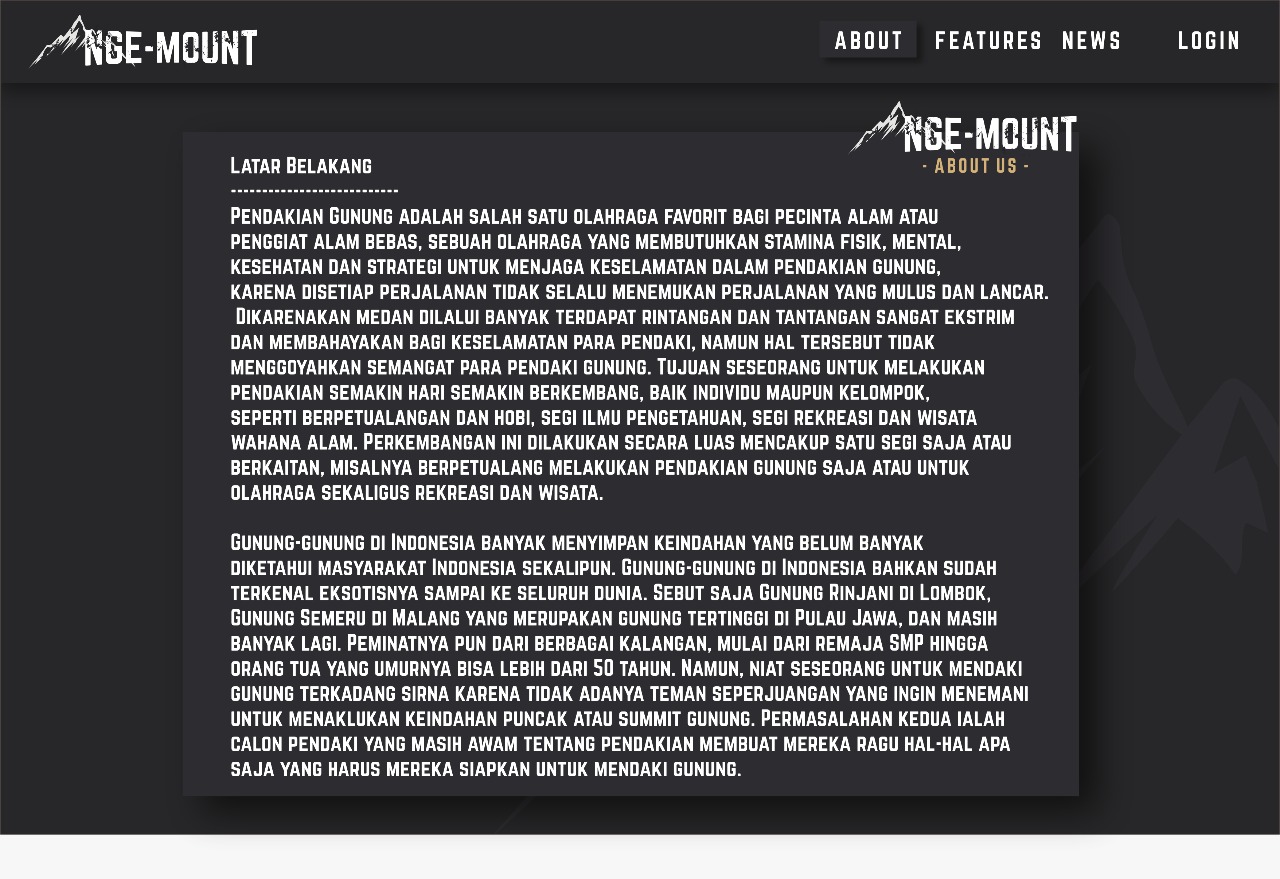 NGE-MOUNT
ABOUT FEATURES NEWS LOGIN
NGE-MOUNT
- ABOUT US -
Latar Belakang
---------------------------
Pendakian Gunung adalah salah satu olahraga favorit bagi pecinta alam atau
penggiat alam bebas, sebuah olahraga yang membutuhkan stamina fisik, mental,
kesehatan dan strategi untuk menjaga keselamatan dalam pendakian gunung,
karena disetiap perjalanan tidak selalu menemukan perjalanan yang mulus dan lancar.
Dikarenakan medan dilalui banyak terdapat rintangan dan tantangan sangat ekstrim
dan membahayakan bagi keselamatan para pendaki, namun hal tersebut tidak
menggoyahkan semangat para pendaki gunung. Tujuan seseorang untuk melakukan
pendakian semakin hari semakin berkembang, baik individu maupun kelompok,
seperti berpetualangan dan hobi, segi ilmu pengetahuan, segi rekreasi dan wisata
wahana alam. Perkembangan ini dilakukan secara luas mencakup satu segi saja atau
berkaitan, misalnya berpetualang melakukan pendakian gunung saja atau untuk
olahraga sekaligus rekreasi dan wisata.
Gunung-gunung di Indonesia banyak menyimpan keindahan yang belum banyak
diketahui masyarakat Indonesia sekalipun. Gunung-gunung di Indonesia bahkan sudah
terkenal eksotisnya sampai ke seluruh dunia. Sebut saja Gunung Rinjani di Lombok,
Gunung Semeru di Malang yang merupakan gunung tertinggi di Pulau Jawa, dan masih
banyak lagi. Peminatnya pun dari berbagai kalangan, mulai dari remaja SMP hingga
orang tua yang umurnya bisa lebih dari 50 tahun. Namun, niat seseorang untuk mendaki
gunung terkadang sirna karena tidak adanya teman seperjuangan yang ingin menemani
untuk menaklukan keindahan puncak atau summit gunung. Permasalahan kedua ialah
calon pendaki yang masih awam tentang pendakian membuat mereka ragu hal-hal apa
saja yang harus mereka siapkan untuk mendaki gunung.